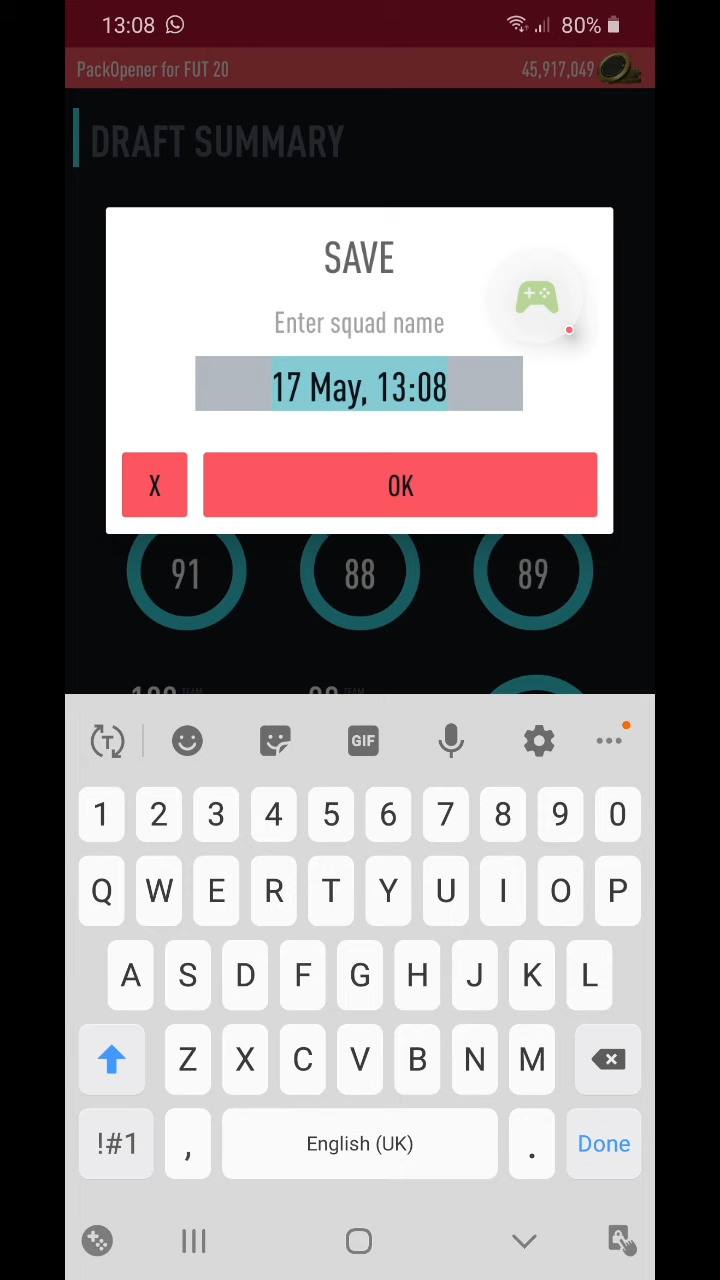 13:08 80%
PackOpener for FUT 20 45,917,049
DRAFT SUMMARY
SAVE
Enter squad name
17 May, 13:08
X OK
91 88 89
TEAM TEAM
T GIF
1 2 3 4 5 6 7 8 9 0
Q W E R T Y U I O P
A S D F G H J K L
Z X C V B N M
!#1 , English (UK) . Done